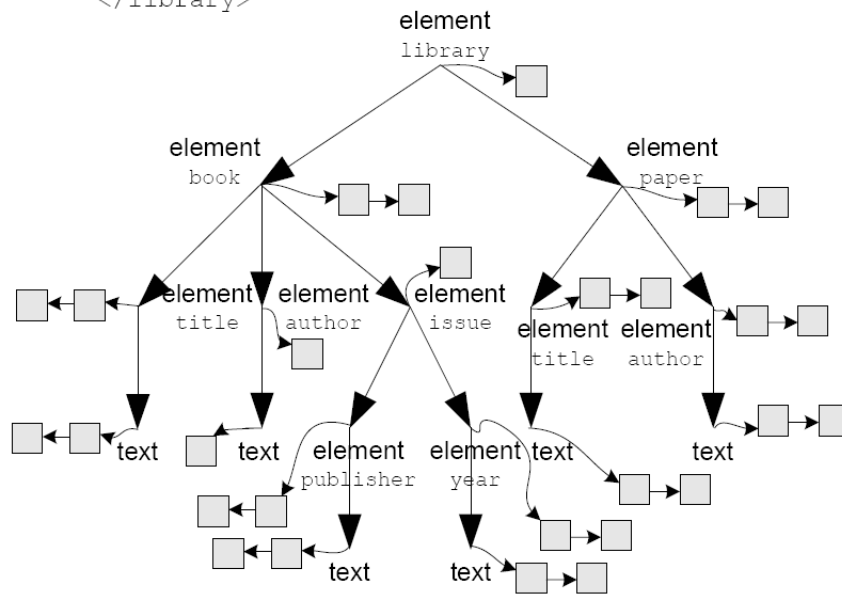 </library>
element
library
element
book
element
paper
element
title
element
author
element
issue
element
title
element
author
text
text
element
publisher
element
year
text
text
text
text